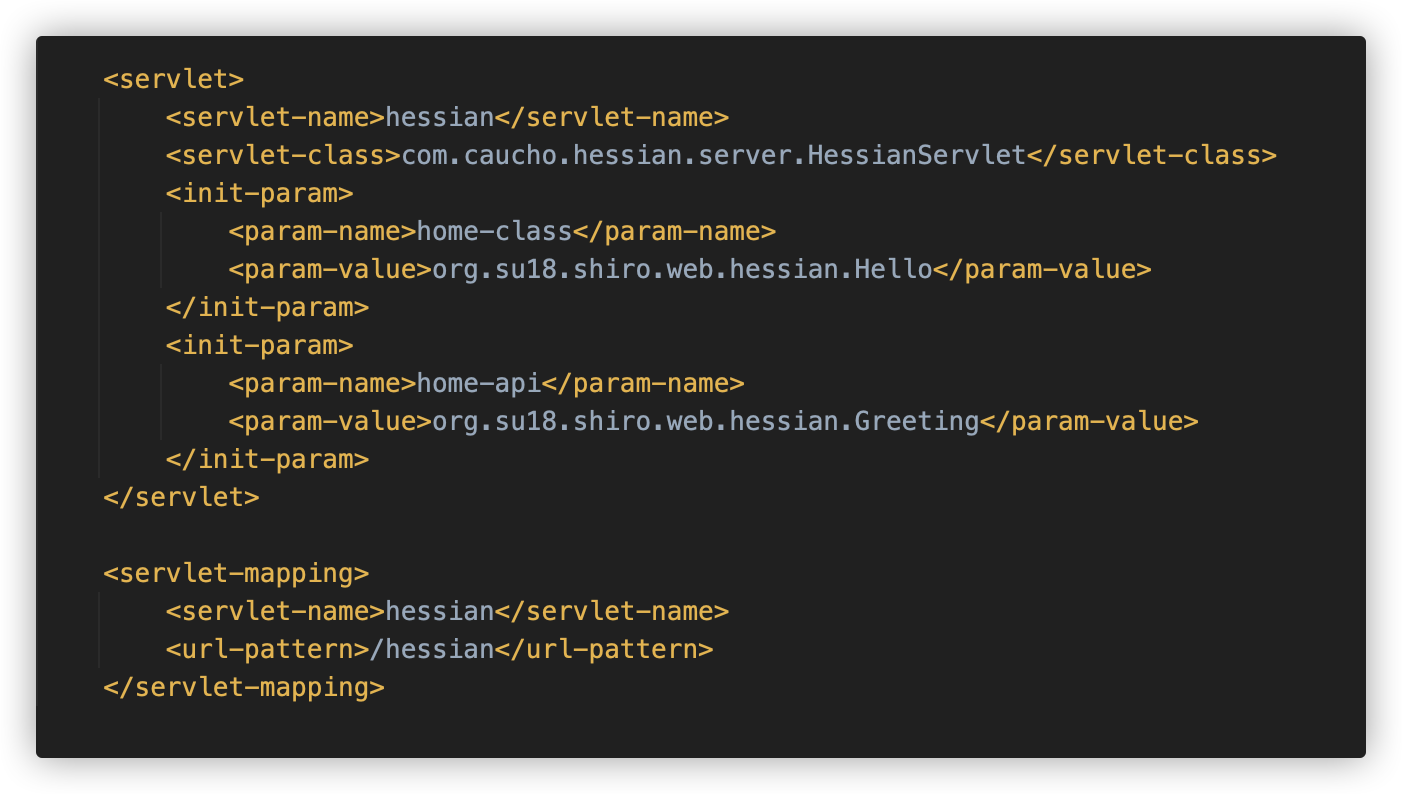 <servlet>
    <servlet-name>hessian</servlet-name>
    <servlet-class>com.caucho.hessian.server.HessianServlet</servlet-class>
    <init-param>
        <param-name>home-class</param-name>
        <param-value>org.su18.shiro.web.hessian.Hello</param-value>
    </init-param>
    <init-param>
        <param-name>home-api</param-name>
        <param-value>org.su18.shiro.web.hessian.Greeting</param-value>
    </init-param>
</servlet>

<servlet-mapping>
    <servlet-name>hessian</servlet-name>
    <url-pattern>/hessian</url-pattern>
</servlet-mapping>